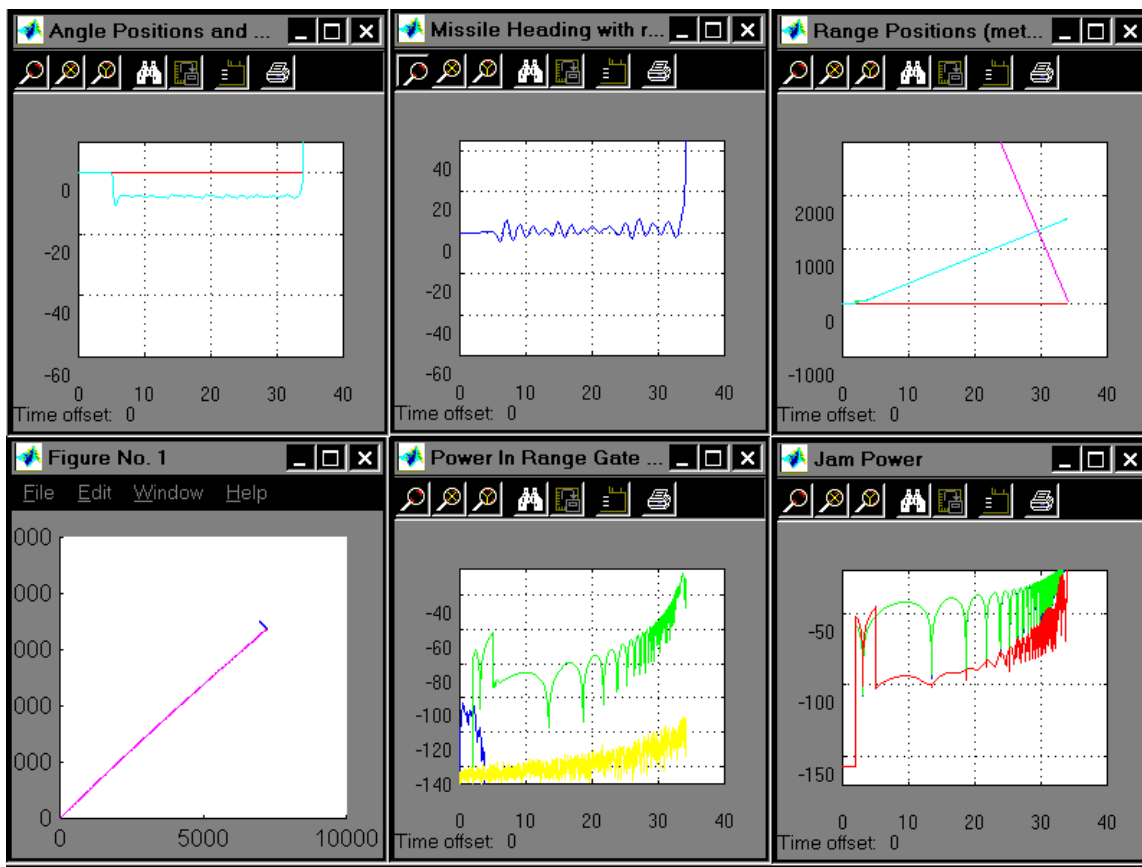 Angle Positions and ...
0
-20
-40
-60
0 10 20 30 40
Time offset: 0
Missile Heading with r...
40
20
0
-20
-40
-60
0 10 20 30 40
Time offset: 0
Range Positions (met...
2000
1000
0
-1000
0 10 20 30 40
Time offset: 0
Figure No. 1
File Edit Window Help
000
000
000
000
000
0
0 5000 10000
Power In Range Gate ...
-40
-60
-80
-100
-120
-140
0 10 20 30 40
Time offset: 0
Jam Power
-50
-100
-150
0 10 20 30 40
Time offset: 0